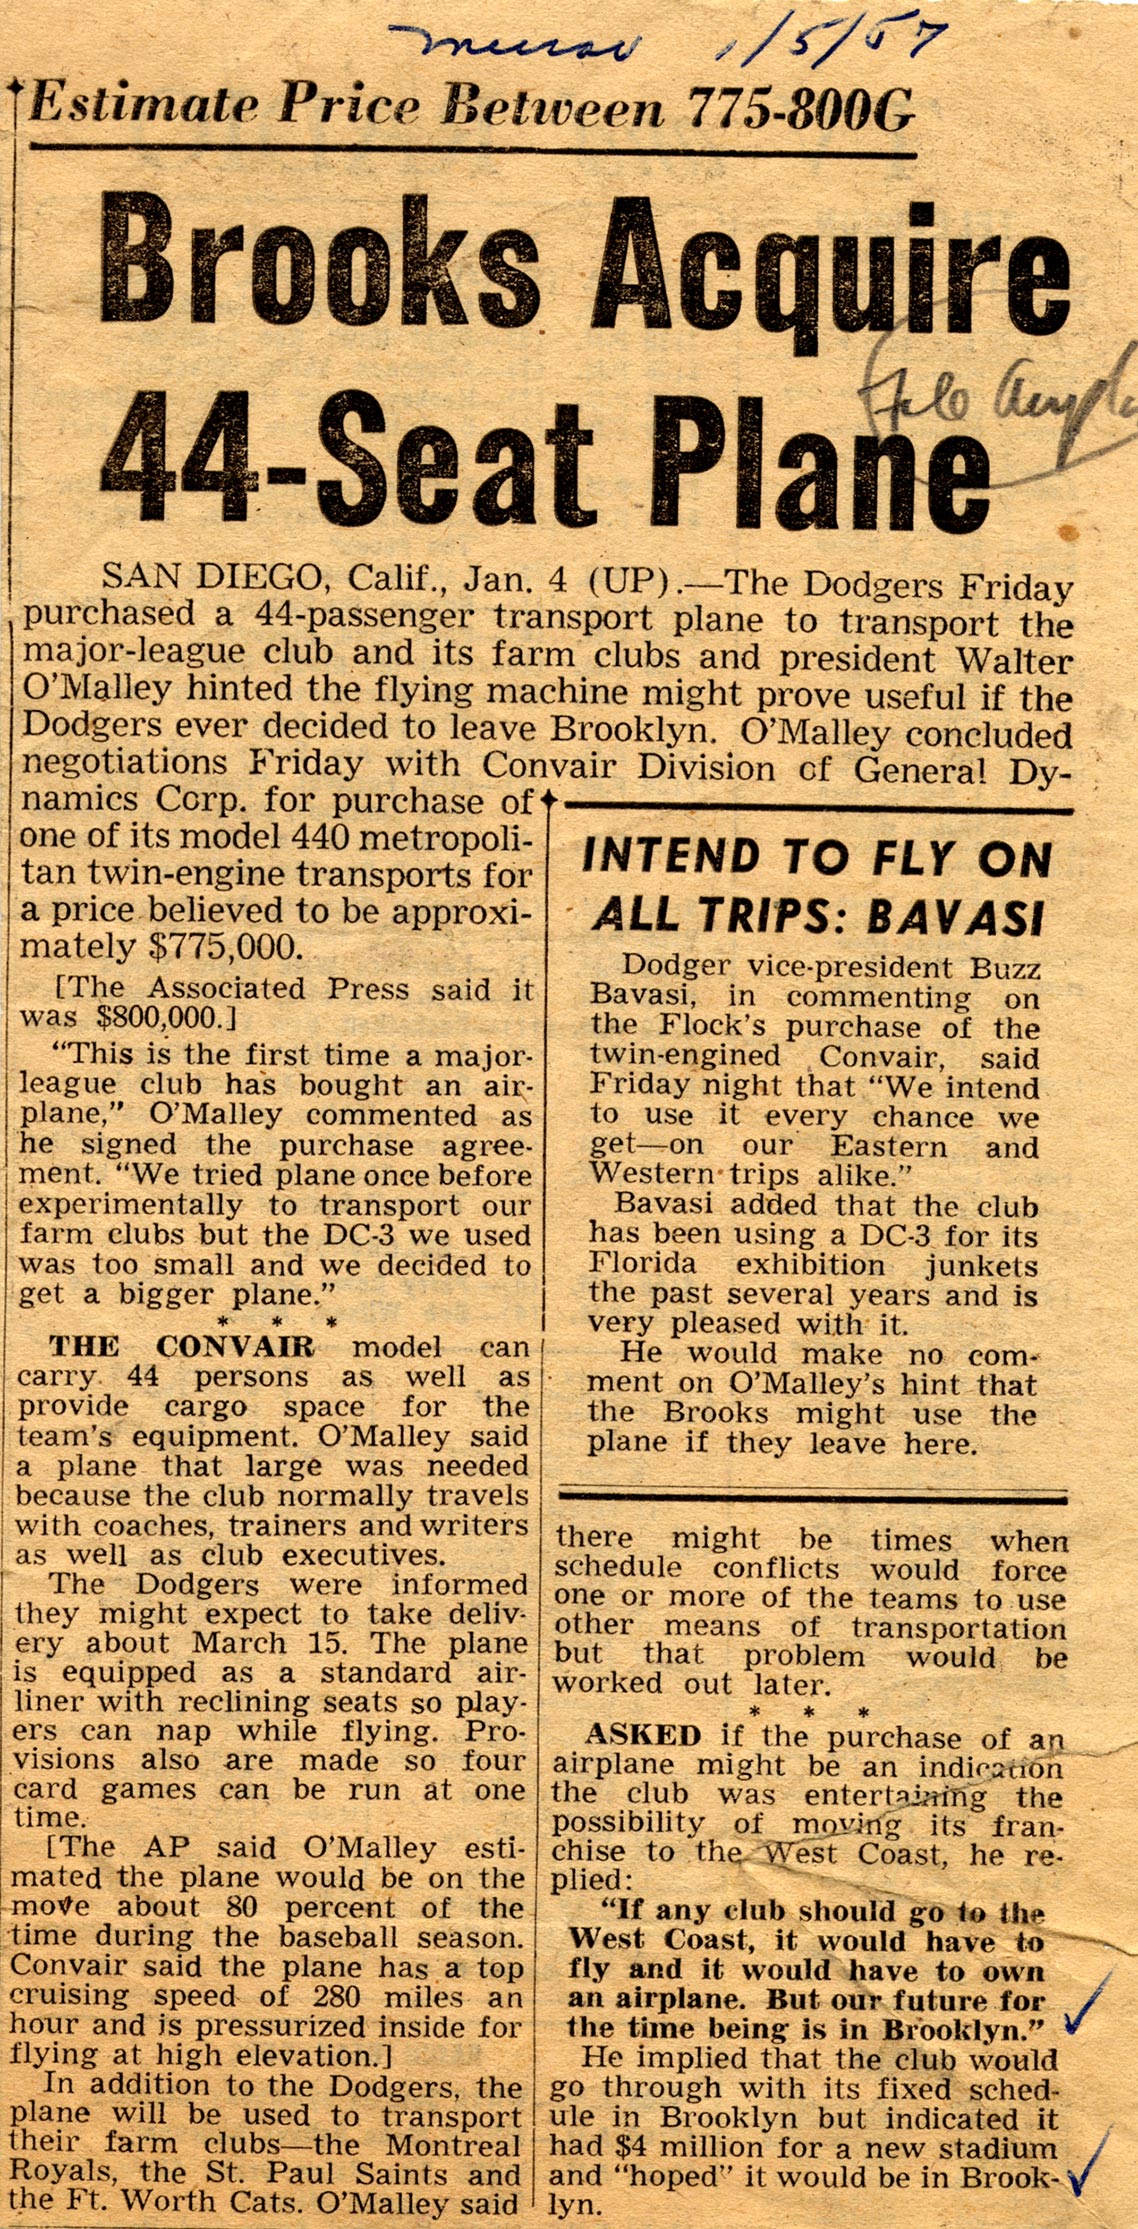 1/5/57
Estimate Price Between 775-800G
Brooks Acquire
44-Seat Plane
SAN DIEGO, Calif., Jan. 4 (UP).—The Dodgers Friday
purchased a 44-passenger transport plane to transport the
major-league club and its farm clubs and president Walter
O'Malley hinted the flying machine might prove useful if the
Dodgers ever decided to leave Brooklyn. O'Malley concluded
negotiations Friday with Convair Division of General Dy-
namics Corp. for purchase of
one of its model 440 metropoli-
tan twin-engine transports for
a price believed to be approxi-
mately $775,000.
[The Associated Press said it
was $800,000.]
"This is the first time a major-
league club has bought an air-
plane," O'Malley commented as
he signed the purchase agree-
ment. "We tried plane once before
experimentally to transport our
farm clubs but the DC-3 we used
was too small and we decided to
get a bigger plane."
* * *
THE CONVAIR model can
carry 44 persons as well as
provide cargo space for the
team's equipment. O'Malley said
a plane that large was needed
because the club normally travels
with coaches, trainers and writers
as well as club executives.
The Dodgers were informed
they might expect to take deliv-
ery about March 15. The plane
is equipped as a standard air-
liner with reclining seats so play-
ers can nap while flying. Pro-
visions also are made so four
card games can be run at one
time.
[The AP said O'Malley esti-
mated the plane would be on the
move about 80 percent of the
time during the baseball season.
Convair said the plane has a top
cruising speed of 280 miles an
hour and is pressurized inside for
flying at high elevation.]
In addition to the Dodgers, the
plane will be used to transport
their farm clubs—the Montreal
Royals, the St. Paul Saints and
the Ft. Worth Cats. O'Malley said
INTEND TO FLY ON
ALL TRIPS: BAVASI
Dodger vice-president Buzz
Bavasi, in commenting on
the Flock's purchase of the
twin-engined Convair, said
Friday night that "We intend
to use it every chance we
get—on our Eastern and
Western trips alike."
Bavasi added that the club
has been using a DC-3 for its
Florida exhibition junkets
the past several years and is
very pleased with it.
He would make no com-
ment on O'Malley's hint that
the Brooks might use the
plane if they leave here.
there might be times when
schedule conflicts would force
one or more of the teams to use
other means of transportation
but that problem would be
worked out later.
* * *
ASKED if the purchase of an
airplane might be an indication
the club was entertaining the
possibility of moving its fran-
chise to the West Coast, he re-
plied:
"If any club should go to the
West Coast, it would have to
fly and it would have to own
an airplane. But our future for
the time being is in Brooklyn."
He implied that the club would
go through with its fixed sched-
ule in Brooklyn but indicated it
had $4 million for a new stadium
and "hoped" it would be in Brook-
lyn.